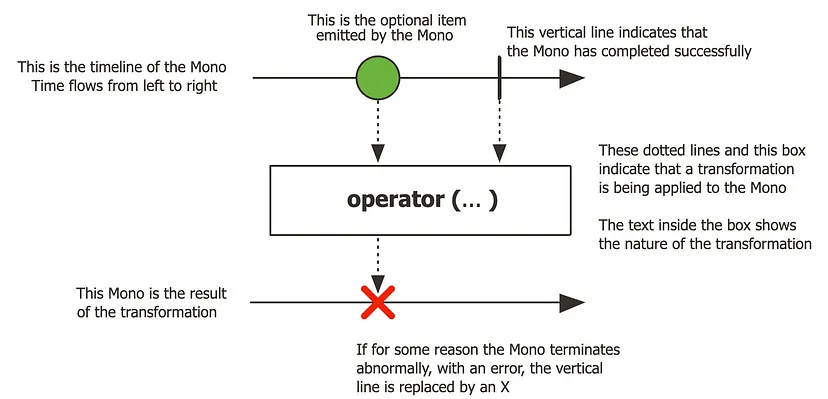 This is the optional item
emitted by the Mono
This vertical line indicates that
the Mono has completed successfully
This is the timeline of the Mono
Time flows from left to right
These dotted lines and this box
indicate that a transformation
is being applied to the Mono
operator (... )
The text inside the box shows
the nature of the transformation
This Mono is the result
of the transformation
If for some reason the Mono terminates
abnormally, with an error, the vertical
line is replaced by an X